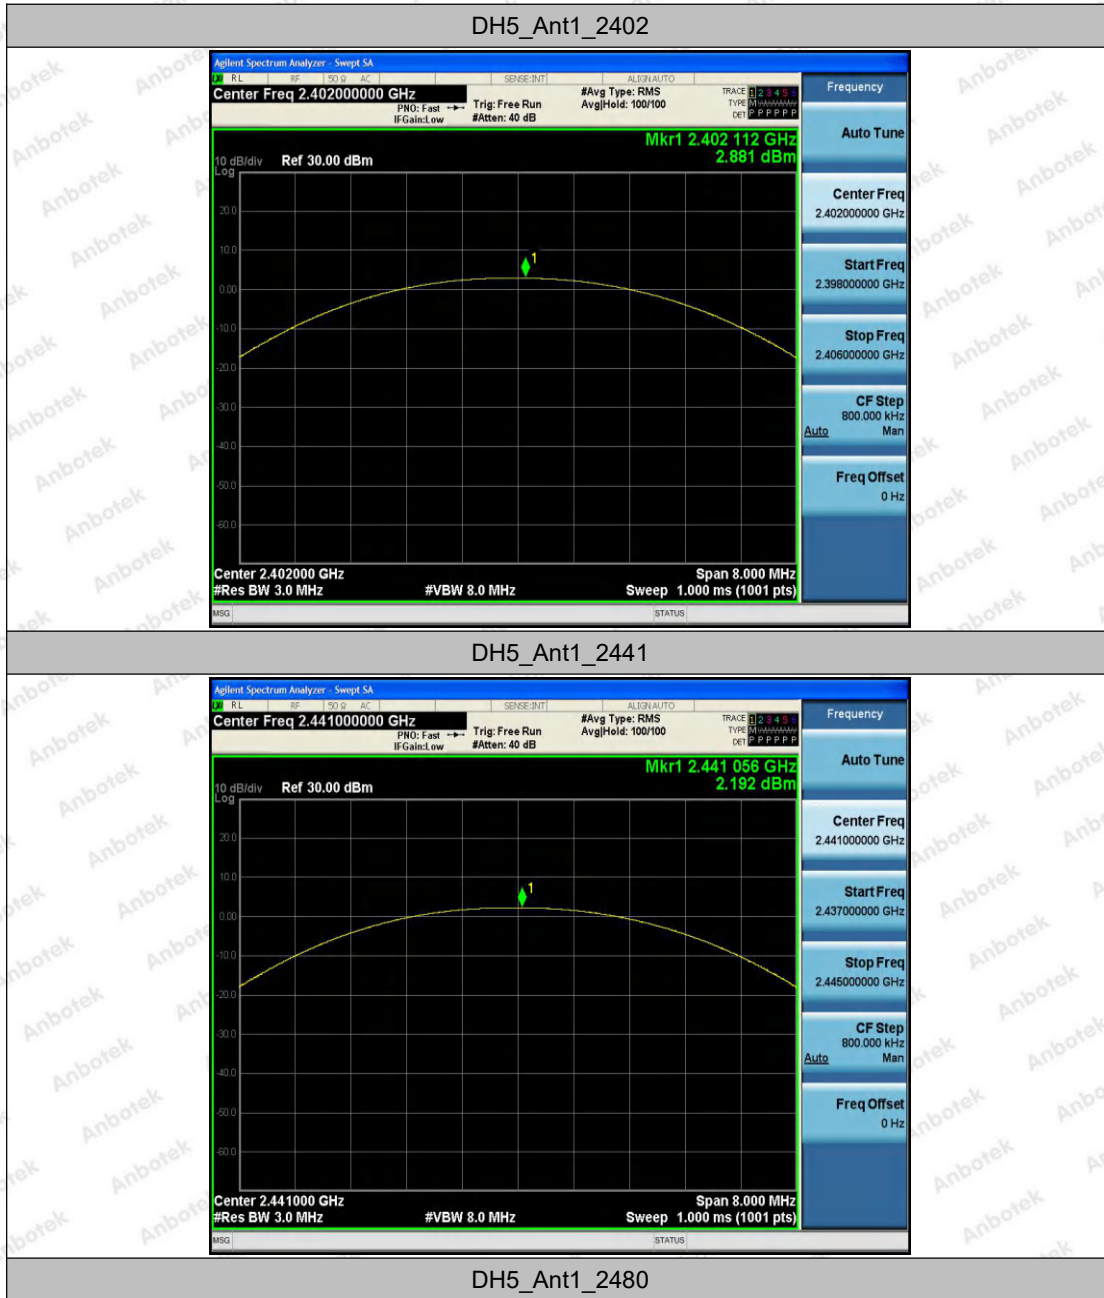 DH5_Ant1_2402
Agilent Spectrum Analyzer - Swept SA
RL RF 50 Ω AC SENSE:INT ALIGN AUTO
Center Freq 2.402000000 GHz
PNO: Fast
IFGain:Low
Trig: Free Run
#Atten: 40 dB
#Avg Type: RMS
Avg|Hold: 100/100
TRACE 1 2 3 4 5 6
TYPE M
DET P P P P P P
Mkr1 2.402 112 GHz
2.881 dBm
10 dB/div Ref 30.00 dBm
Log
20.0
10.0
0.00
-10.0
-20.0
-30.0
-40.0
-50.0
-60.0
Center 2.402000 GHz Span 8.000 MHz
#Res BW 3.0 MHz #VBW 8.0 MHz Sweep 1.000 ms (1001 pts)
MSG STATUS
Frequency
Auto Tune
Center Freq
2.402000000 GHz
Start Freq
2.398000000 GHz
Stop Freq
2.406000000 GHz
CF Step
800.000 kHz
Auto Man
Freq Offset
0 Hz
DH5_Ant1_2441
Agilent Spectrum Analyzer - Swept SA
RL RF 50 Ω AC SENSE:INT ALIGN AUTO
Center Freq 2.441000000 GHz
PNO: Fast
IFGain:Low
Trig: Free Run
#Atten: 40 dB
#Avg Type: RMS
Avg|Hold: 100/100
TRACE 1 2 3 4 5 6
TYPE M
DET P P P P P P
Mkr1 2.441 056 GHz
2.192 dBm
10 dB/div Ref 30.00 dBm
Log
20.0
10.0
0.00
-10.0
-20.0
-30.0
-40.0
-50.0
-60.0
Center 2.441000 GHz Span 8.000 MHz
#Res BW 3.0 MHz #VBW 8.0 MHz Sweep 1.000 ms (1001 pts)
MSG STATUS
Frequency
Auto Tune
Center Freq
2.441000000 GHz
Start Freq
2.437000000 GHz
Stop Freq
2.445000000 GHz
CF Step
800.000 kHz
Auto Man
Freq Offset
0 Hz
DH5_Ant1_2480